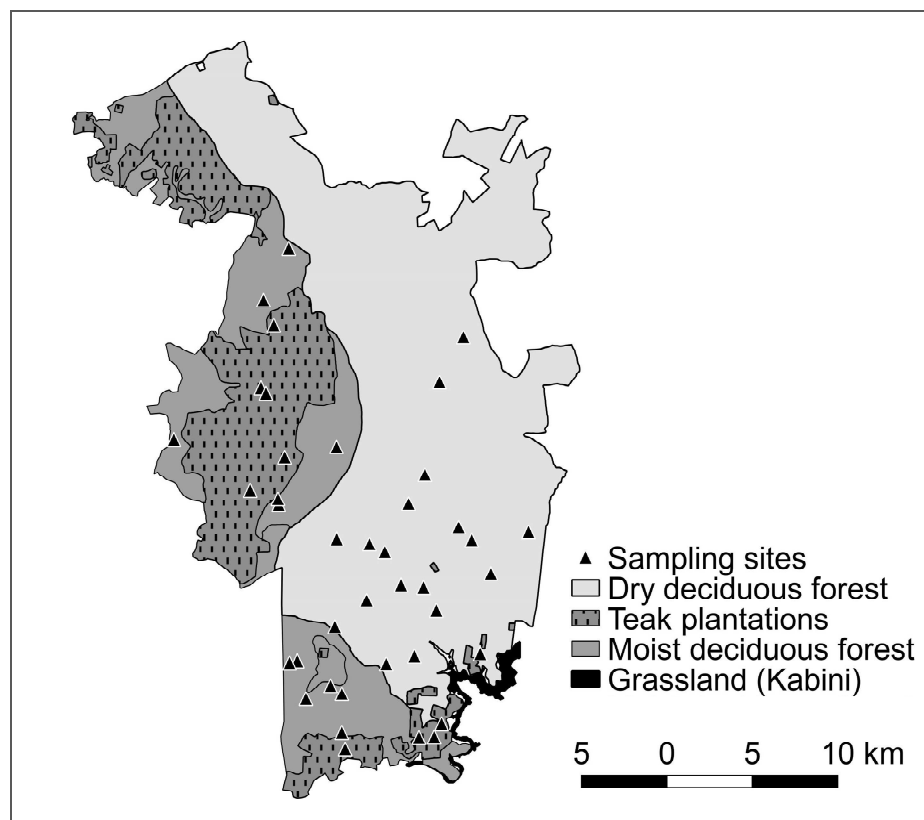 Sampling sites
Dry deciduous forest
Teak plantations
Moist deciduous forest
Grassland (Kabini)
5 0 5 10 km